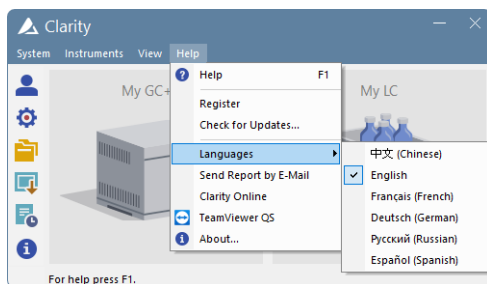 Clarity
System Instruments View Help
My GC+
My LC
Help F1
Register
Check for Updates...
Languages
Send Report by E-Mail
Clarity Online
TeamViewer QS
About...
中文 (Chinese)
English
Français (French)
Deutsch (German)
Русский (Russian)
Español (Spanish)
For help press F1.